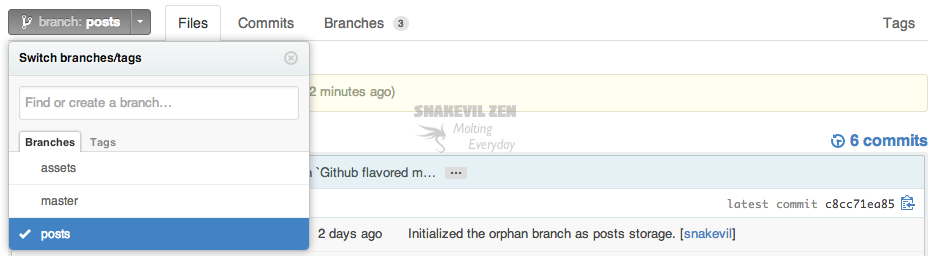 branch: posts
Files
Commits
Branches 3
Tags
Switch branches/tags
Find or create a branch…
Branches
Tags
assets
master
posts
2 minutes ago)
SNAKEVIL ZEN
Molting
Everyday
6 commits
`Github flavored m… ...
latest commit c8cc71ea85
2 days ago Initialized the orphan branch as posts storage. [snakevil]